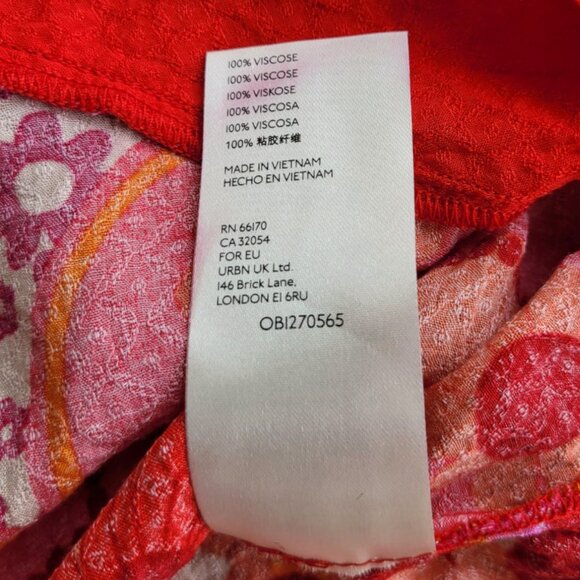 100% VISCOSE
100% VISCOSE
100% VISKOSE
100% VISCOSA
100% VISCOSA
100% 粘胶纤维
MADE IN VIETNAM
HECHO EN VIETNAM
RN 66170
CA 32054
FOR EU
URBN UK Ltd.
146 Brick Lane,
LONDON E1 6RU
OB1270565